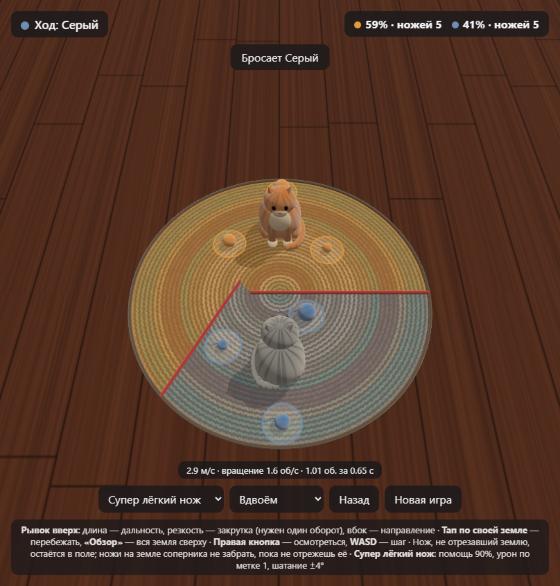 Ход: Серый
59% · ножей 5 41% · ножей 5
Бросает Серый
2.9 м/с · вращение 1.6 об/с · 1.01 об. за 0.65 с
Супер лёгкий нож Вдвоём Назад Новая игра
Рывок вверх: длина — дальность, резкость — закрутка (нужен один оборот), вбок — направление · Тап по своей земле —
перебежать, «Обзор» — вся земля сверху · Правая кнопка — осмотреться, WASD — шаг · Нож, не отрезавший землю,
остаётся в поле; ножи на земле соперника не забрать, пока не отрежешь её · Супер лёгкий нож: помощь 90%, урон по
метке 1, шатание ±4°